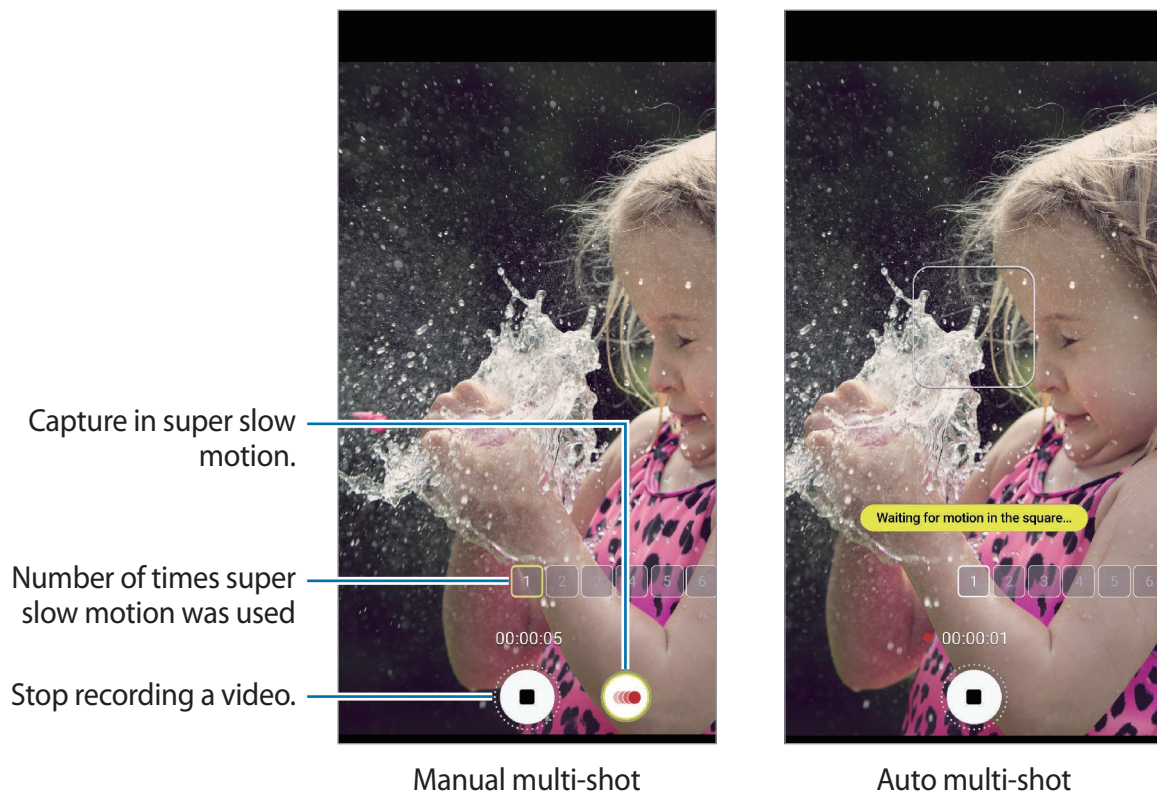 Capture in super slow
motion.
Number of times super
slow motion was used
1 2 3 4 5 6
00:00:05
Stop recording a video.
Manual multi-shot
Waiting for motion in the square...
1 2 3 4 5 6
00:00:01
Auto multi-shot